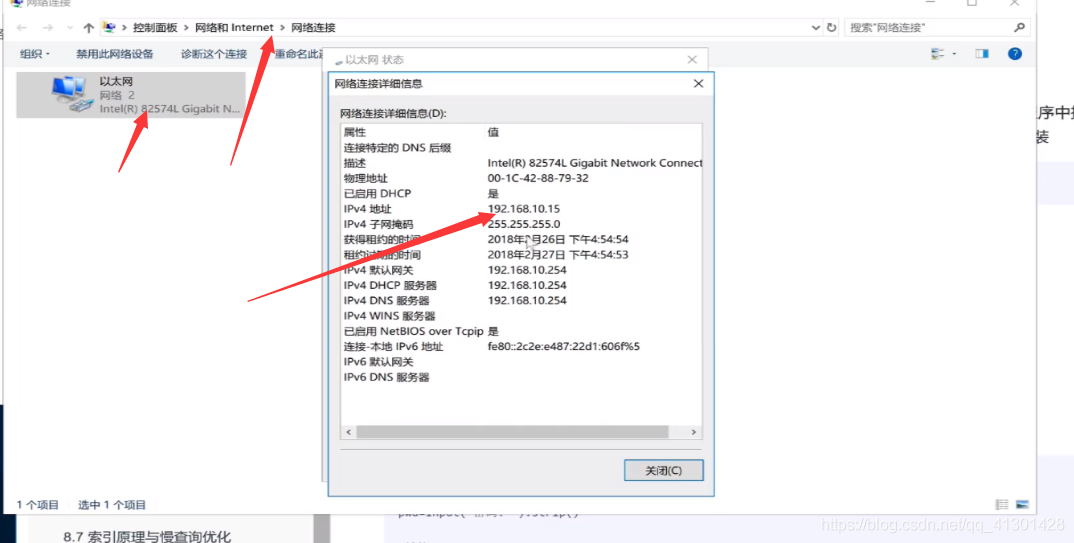 网络连接
控制面板 › 网络和 Internet › 网络连接
搜索"网络连接"
组织
禁用此网络设备
诊断这个连接
重命名此
以太网
网络 2
Intel(R) 82574L Gigabit N...
以太网 状态
网络连接详细信息
网络连接详细信息(D):
属性 值
连接特定的 DNS 后缀
描述 Intel(R) 82574L Gigabit Network Connect
物理地址 00-1C-42-88-79-32
已启用 DHCP 是
IPv4 地址 192.168.10.15
IPv4 子网掩码 255.255.255.0
获得租约的时间 2018年2月26日 下午4:54:54
租约过期的时间 2018年2月27日 下午4:54:53
IPv4 默认网关 192.168.10.254
IPv4 DHCP 服务器 192.168.10.254
IPv4 DNS 服务器 192.168.10.254
IPv4 WINS 服务器
已启用 NetBIOS over Tcpip 是
连接-本地 IPv6 地址 fe80::2c2e:e487:22d1:606f%5
IPv6 默认网关
IPv6 DNS 服务器
关闭(C)
序中
装
1 个项目 选中 1 个项目
8.7 索引原理与慢查询优化
https://blog.csdn.net/qq_41301428